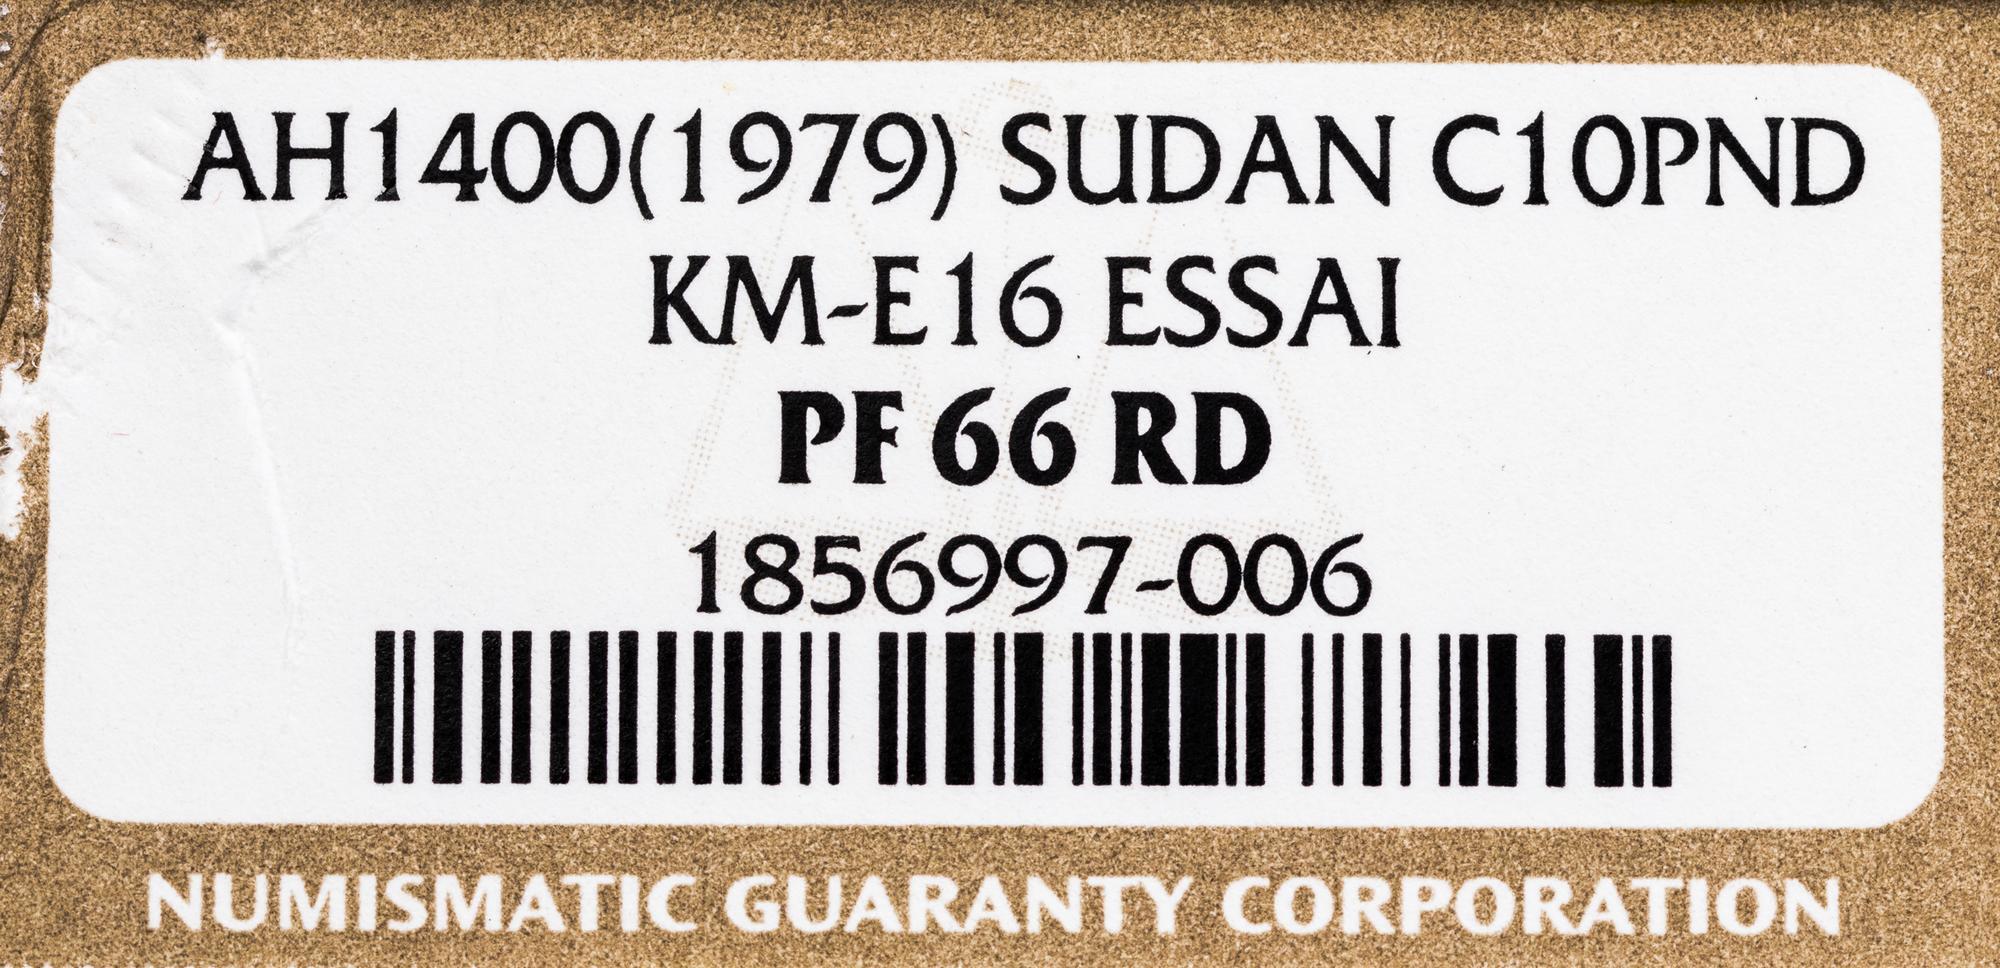 AH1400(1979) SUDAN C10PND
KM-E16 ESSAI
PF 66 RD
1856997-006
NUMISMATIC GUARANTY CORPORATION